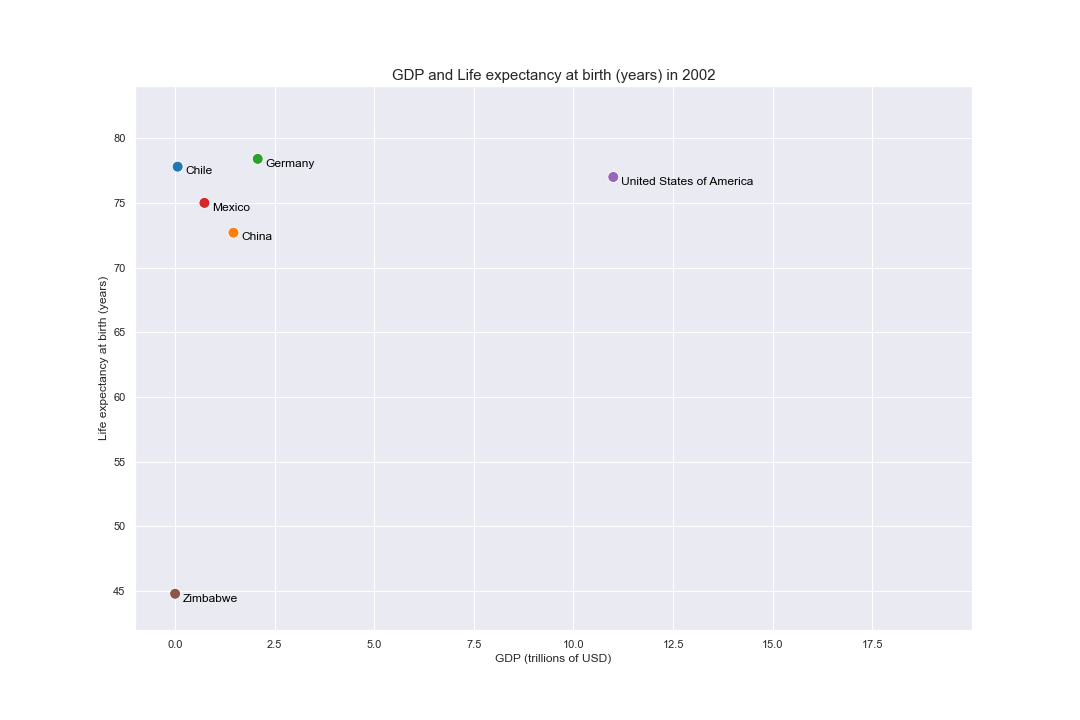 GDP and Life expectancy at birth (years) in 2002
Life expectancy at birth (years)
80
75
70
65
60
55
50
45
Chile
Germany
United States of America
Mexico
China
Zimbabwe
0.0
2.5
5.0
7.5
10.0
12.5
15.0
17.5
GDP (trillions of USD)